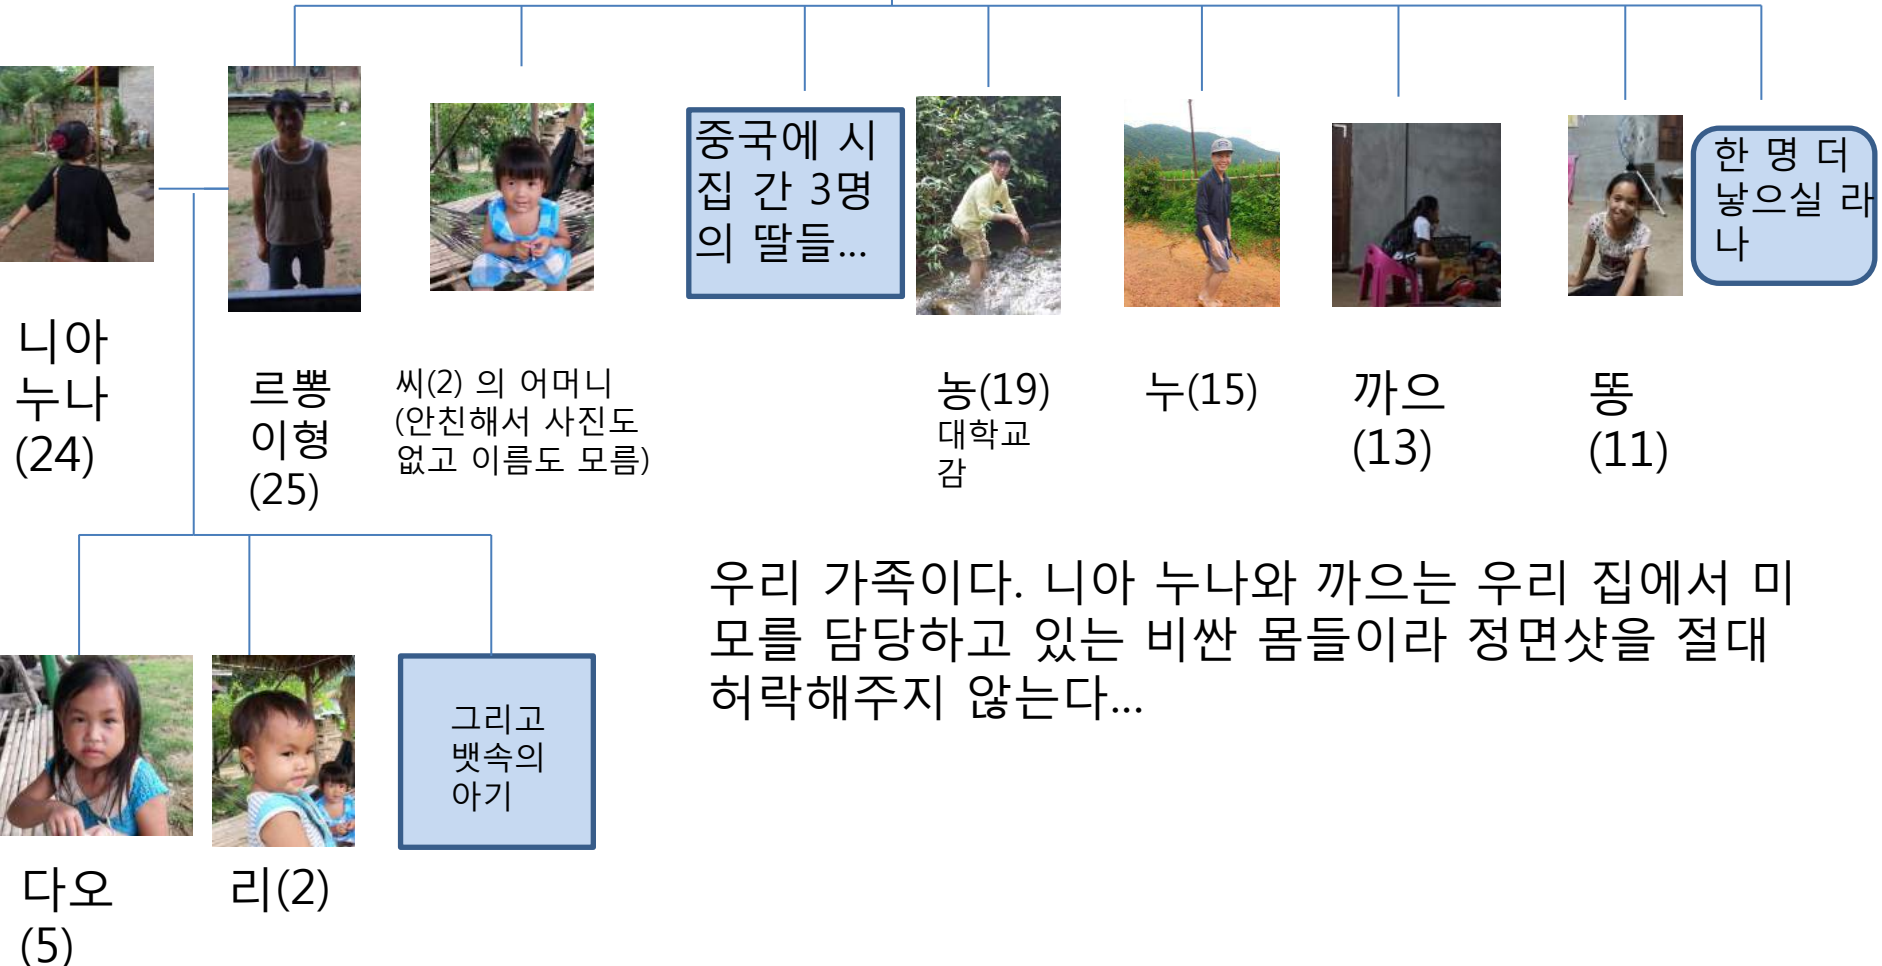 중국에 시
집 간 3명
의 딸들...
한 명 더
낳으실 라
나
니아
누나
(24)
르뽕
이형
(25)
씨(2) 의 어머니
(안친해서 사진도
없고 이름도 모름)
농(19)
대학교
감
누(15)
까으
(13)
똥
(11)
우리 가족이다. 니아 누나와 까으는 우리 집에서 미
모를 담당하고 있는 비싼 몸들이라 정면샷을 절대
허락해주지 않는다...
그리고
뱃속의
아기
다오
(5)
리(2)